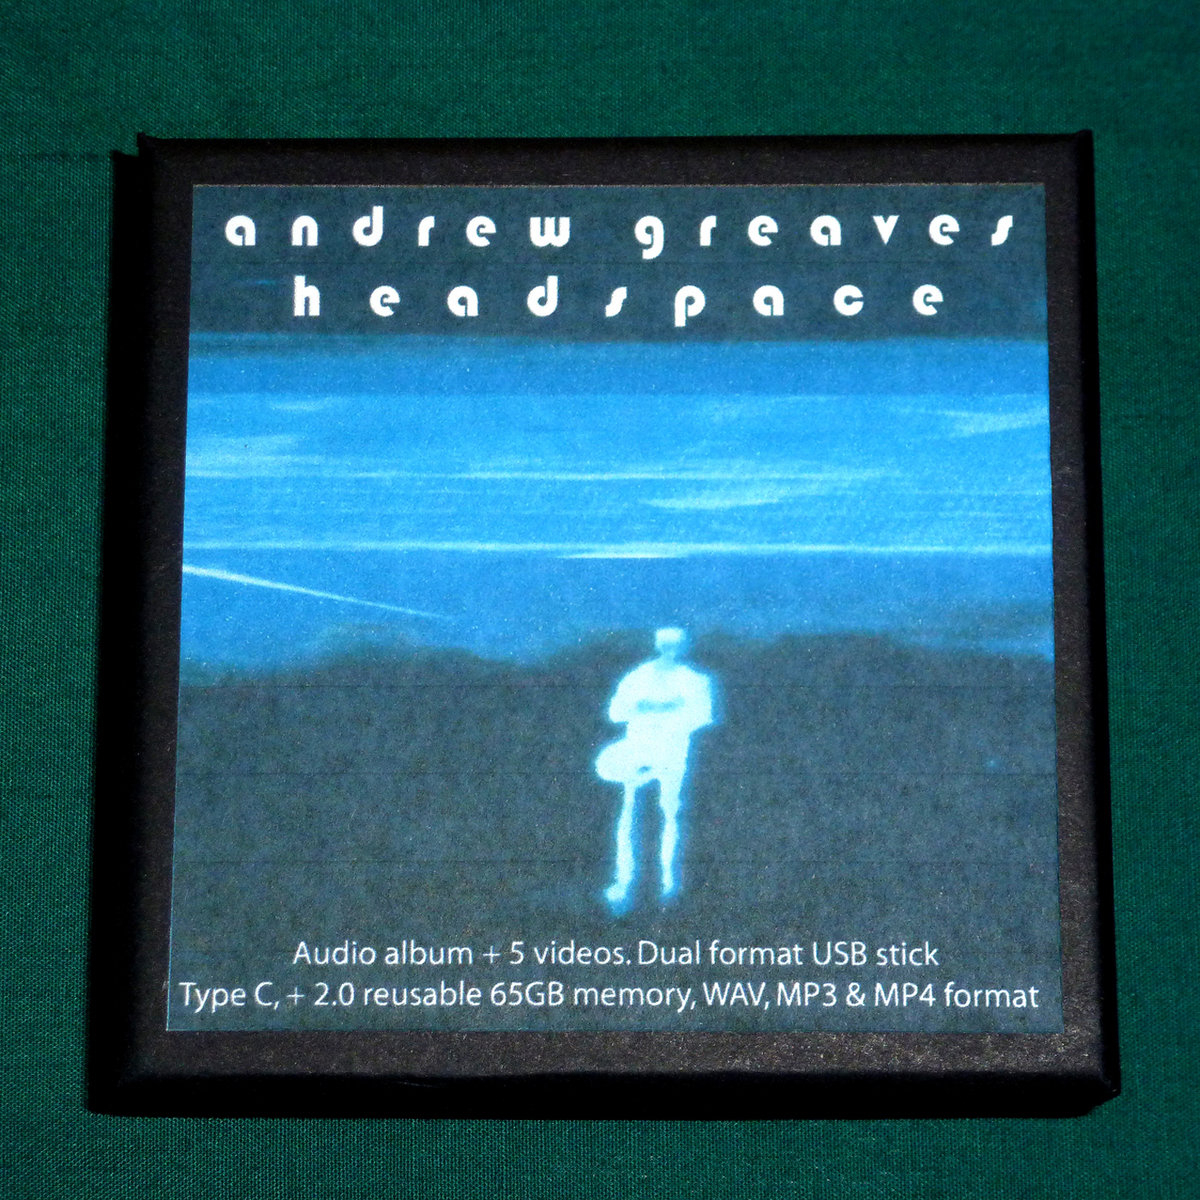 andrew greaves
headspace
Audio album + 5 videos. Dual format USB stick
Type C, + 2.0 reusable 65GB memory, WAV, MP3 & MP4 format